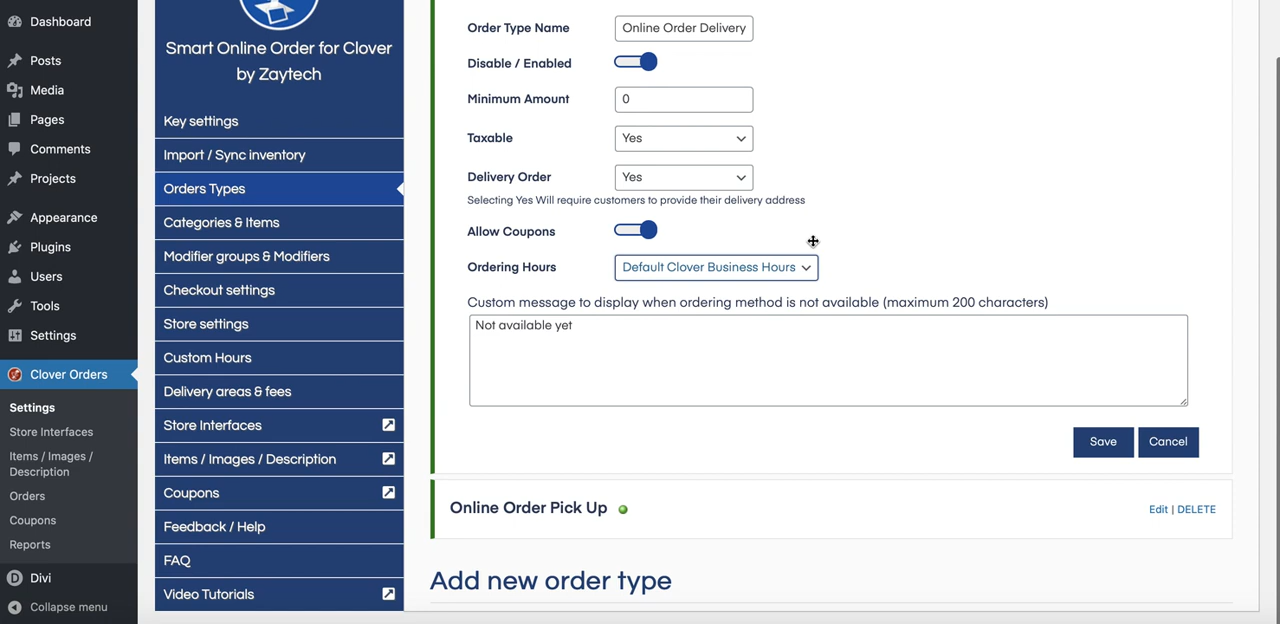 Dashboard
Posts
Media
Pages
Comments
Projects
Appearance
Plugins
Users
Tools
Settings
Clover Orders
Settings
Store Interfaces
Items / Images /
Description
Orders
Coupons
Reports
Divi
Collapse menu
Smart Online Order for Clover
by Zaytech
Key settings
Import / Sync inventory
Orders Types
Categories & Items
Modifier groups & Modifiers
Checkout settings
Store settings
Custom Hours
Delivery areas & fees
Store Interfaces
Items / Images / Description
Coupons
Feedback / Help
FAQ
Video Tutorials
Order Type Name Online Order Delivery
Disable / Enabled
Minimum Amount 0
Taxable Yes
Delivery Order Yes
Selecting Yes Will require customers to provide their delivery address
Allow Coupons
Ordering Hours Default Clover Business Hours
Custom message to display when ordering method is not available (maximum 200 characters)
Not available yet
Save Cancel
Online Order Pick Up Edit | DELETE
Add new order type